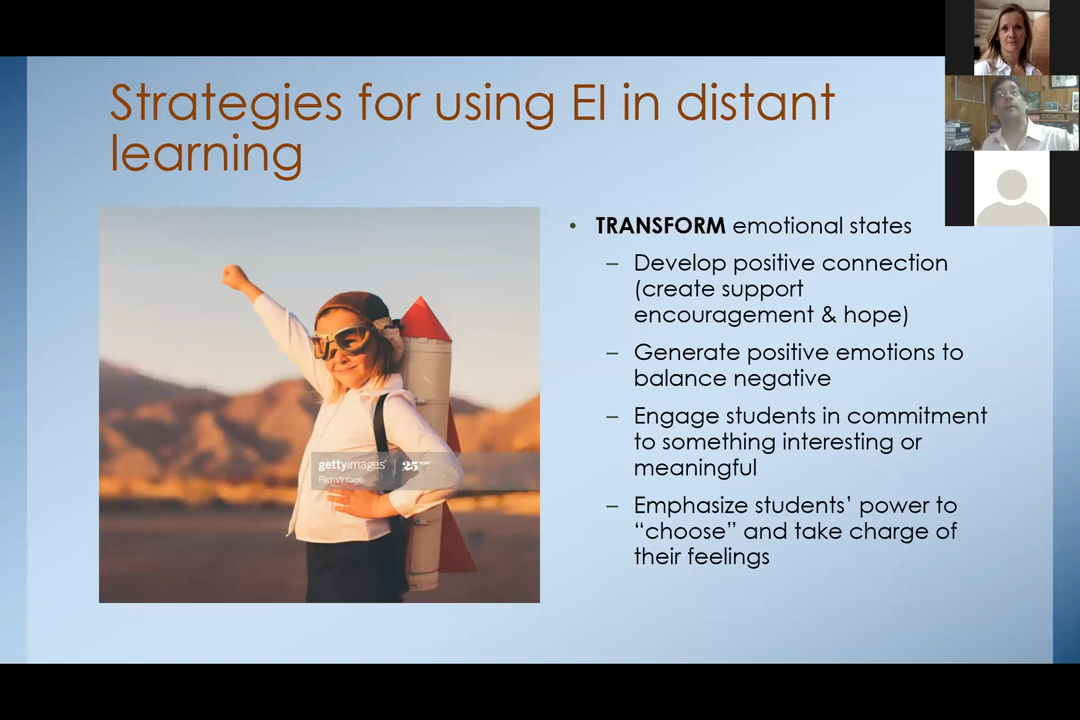 Strategies for using EI in distant
learning
• TRANSFORM emotional states
– Develop positive connection
(create support
encouragement & hope)
– Generate positive emotions to
balance negative
– Engage students in commitment
to something interesting or
meaningful
– Emphasize students’ power to
“choose” and take charge of
their feelings
gettyimages 25 YEARS
RichVintage